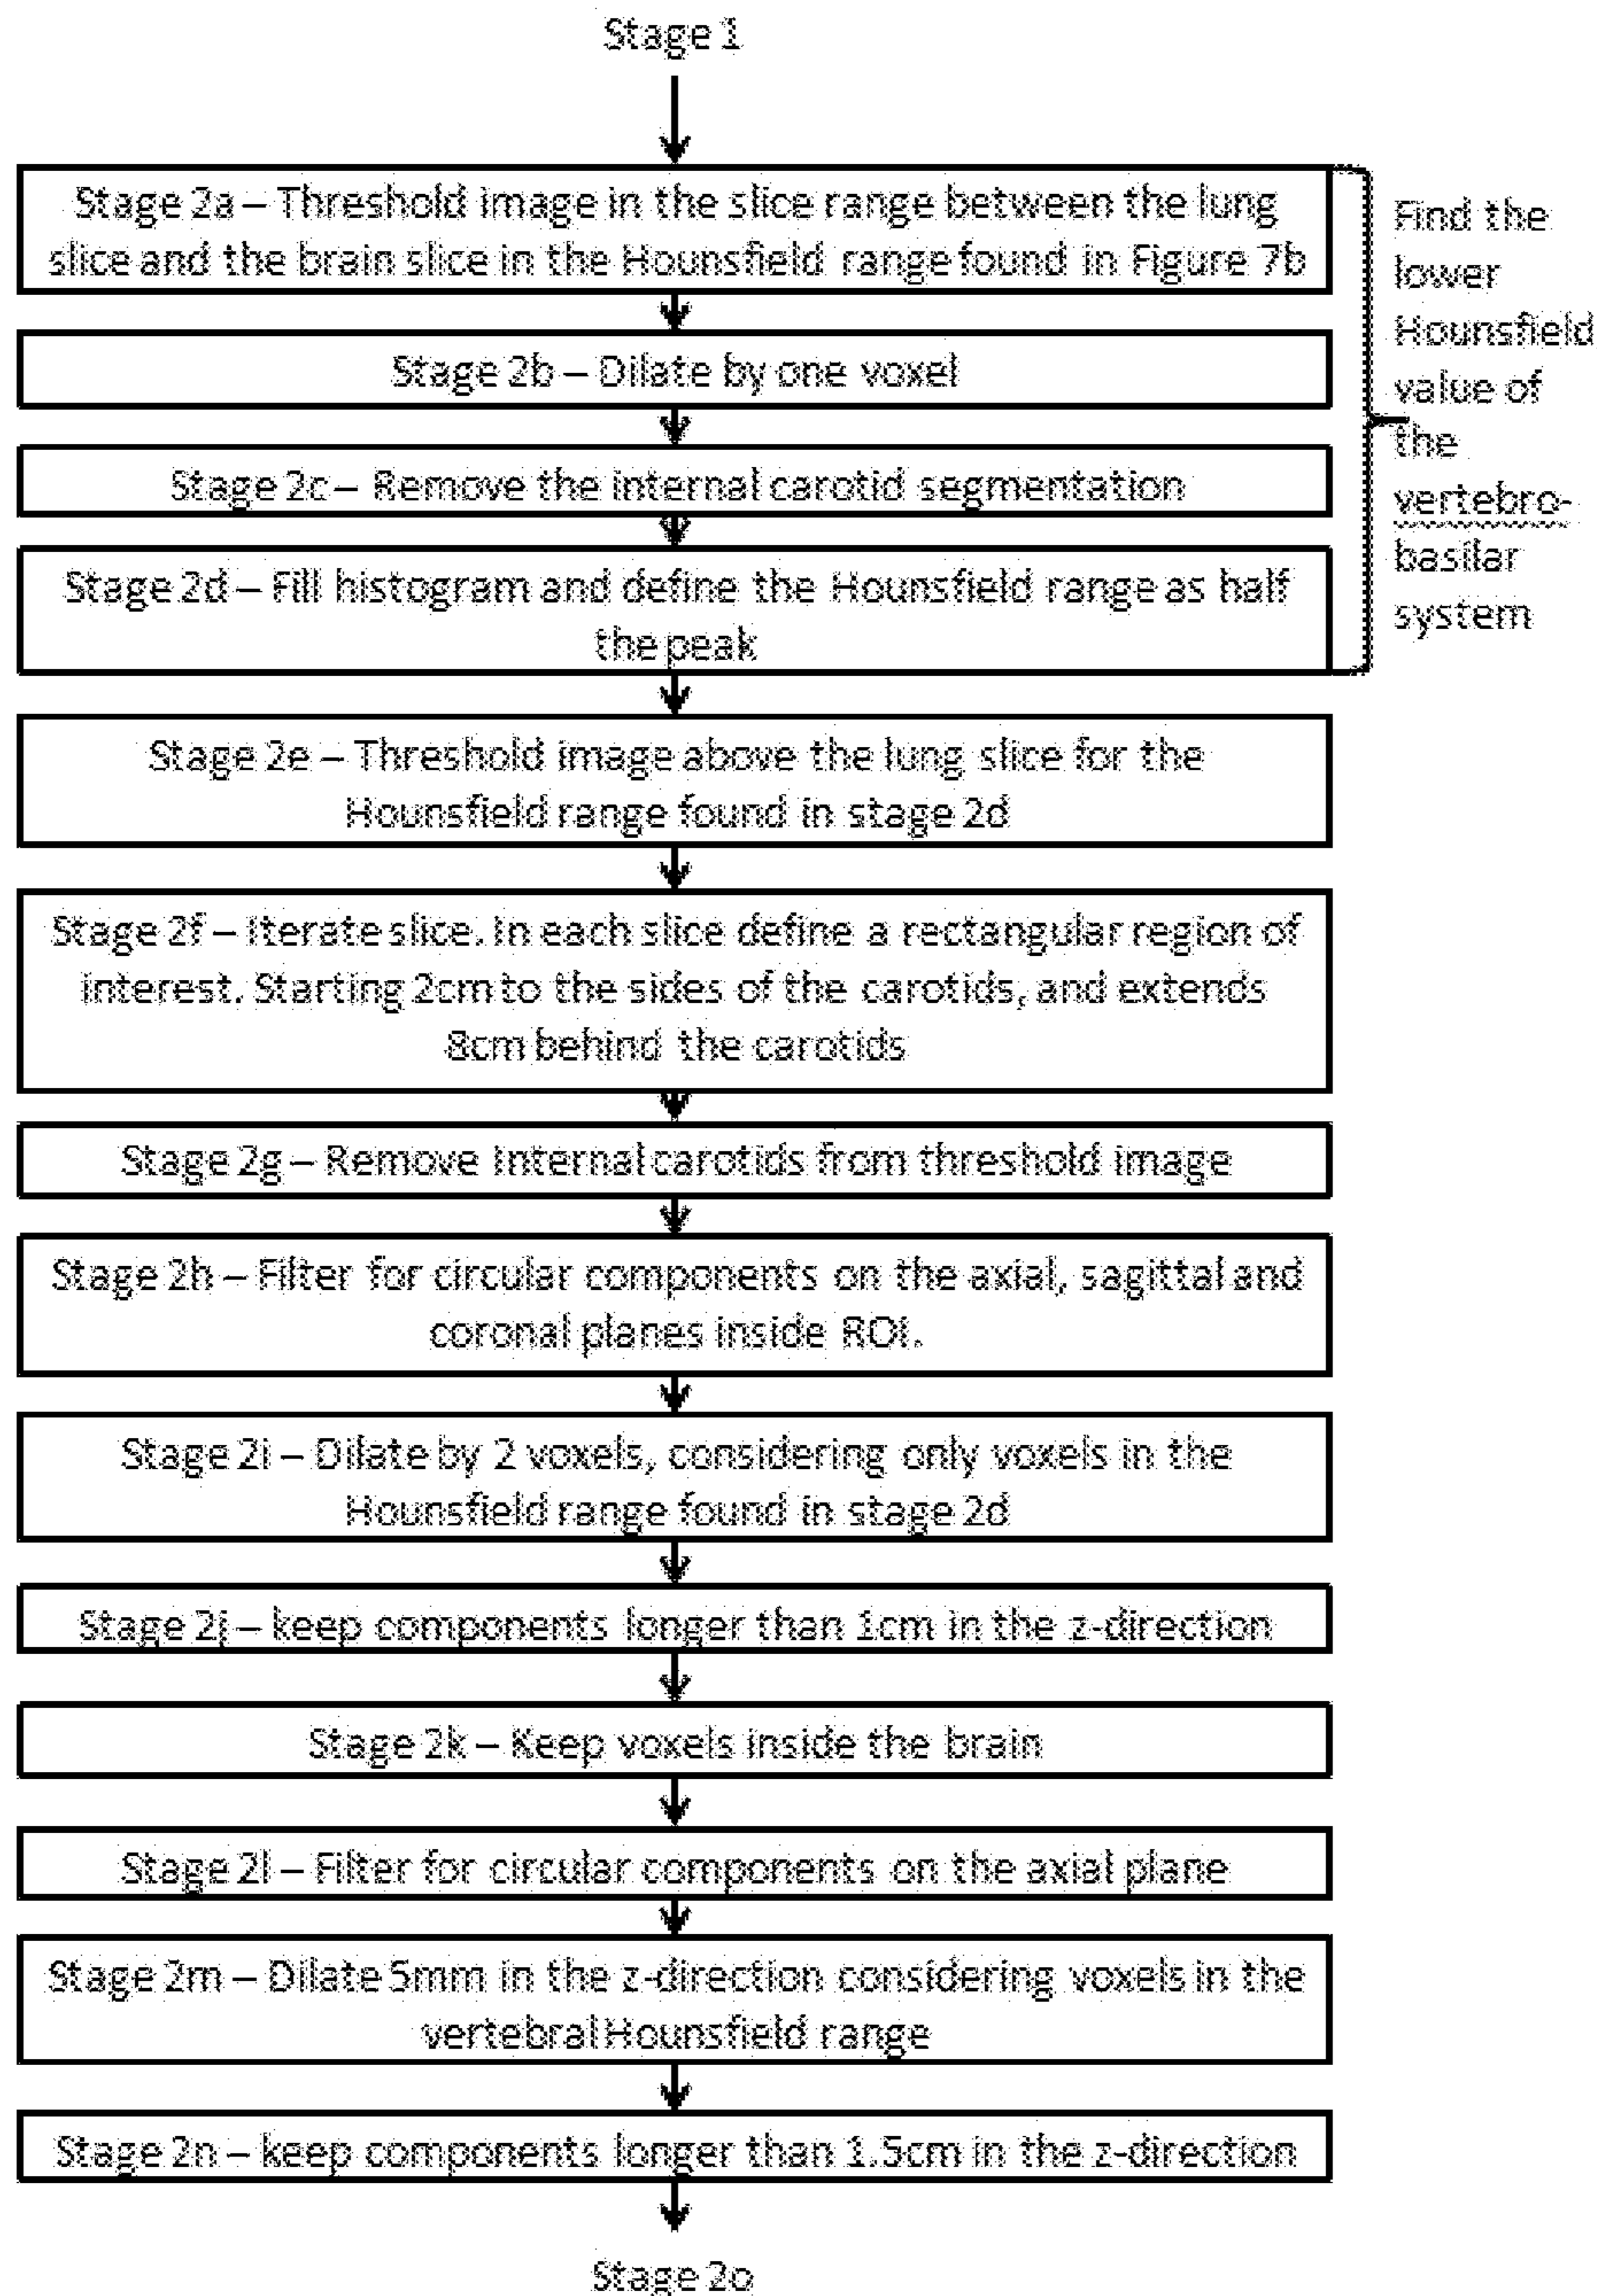 Stage 1
Stage 2a – Threshold image in the slice range between the lung
slice and the brain slice in the Hounsfield range found in Figure 7b
Stage 2b – Dilate by one voxel
Stage 2c – Remove the internal carotid segmentation
Stage 2d – Fill histogram and define the Hounsfield range as half
the peak
Find the
lower
Hounsfield
value of
the
vertebro-
basilar
system
Stage 2e – Threshold image above the lung slice for the
Hounsfield range found in stage 2d
Stage 2f – Iterate slice. In each slice define a rectangular region of
interest. Starting 2cm to the sides of the carotids, and extends
8cm behind the carotids
Stage 2g – Remove Internal carotids from threshold image
Stage 2h – Filter for circular components on the axial, sagittal and
coronal planes inside ROI.
Stage 2i – Dilate by 2 voxels, considering only voxels in the
Hounsfield range found in stage 2d
Stage 2j – keep components longer than 1cm in the z-direction
Stage 2k – Keep voxels inside the brain
Stage 2l – Filter for circular components on the axial plane
Stage 2m – Dilate 5mm in the z-direction considering voxels in the
vertebral Hounsfield range
Stage 2n – keep components longer than 1.5cm in the z-direction
Stage 2o